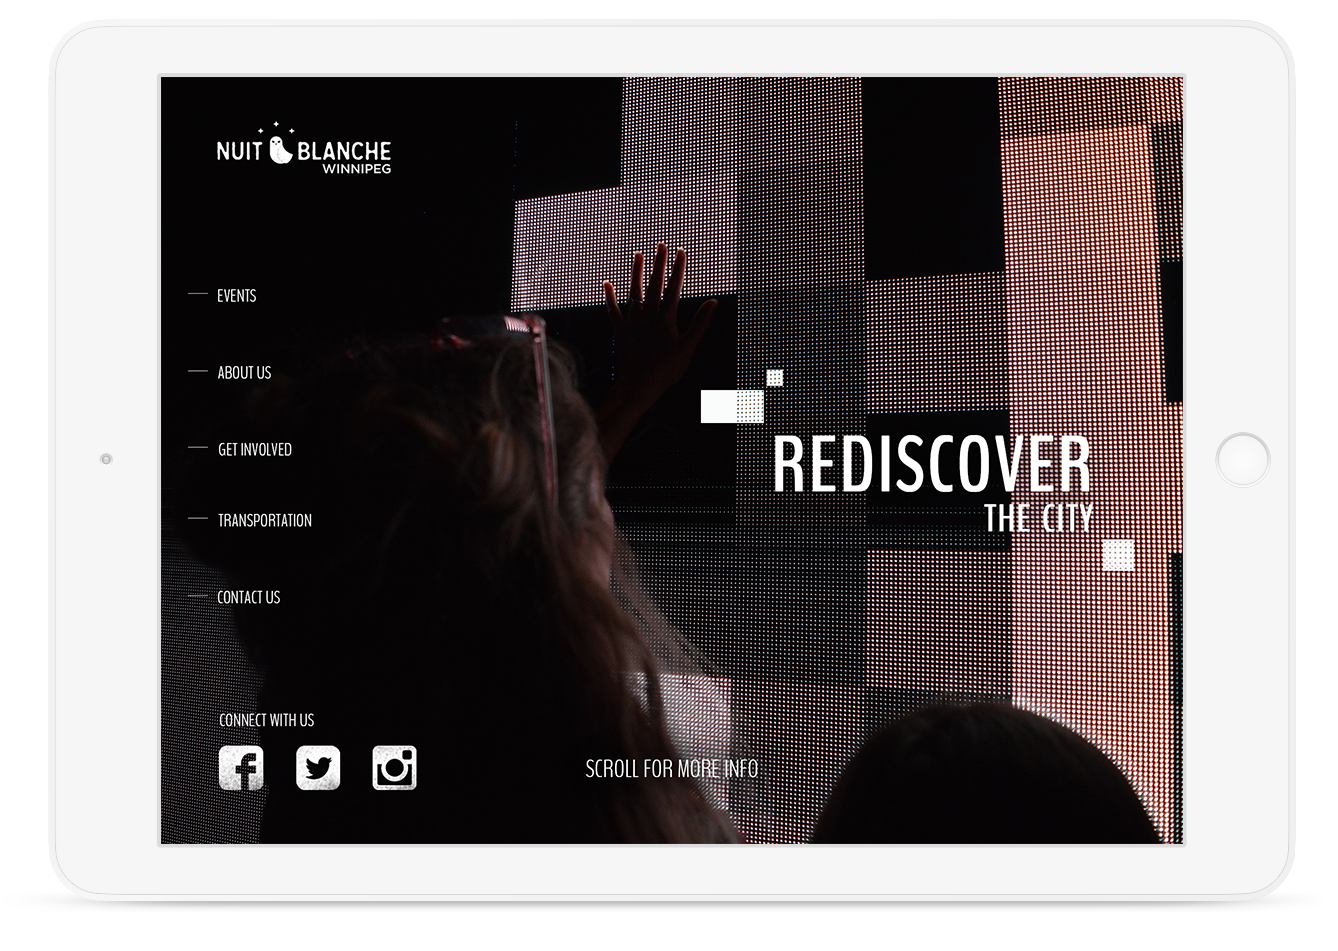 NUIT BLANCHE
WINNIPEG
EVENTS
ABOUT US
GET INVOLVED
TRANSPORTATION
CONTACT US
REDISCOVER
THE CITY
CONNECT WITH US
SCROLL FOR MORE INFO